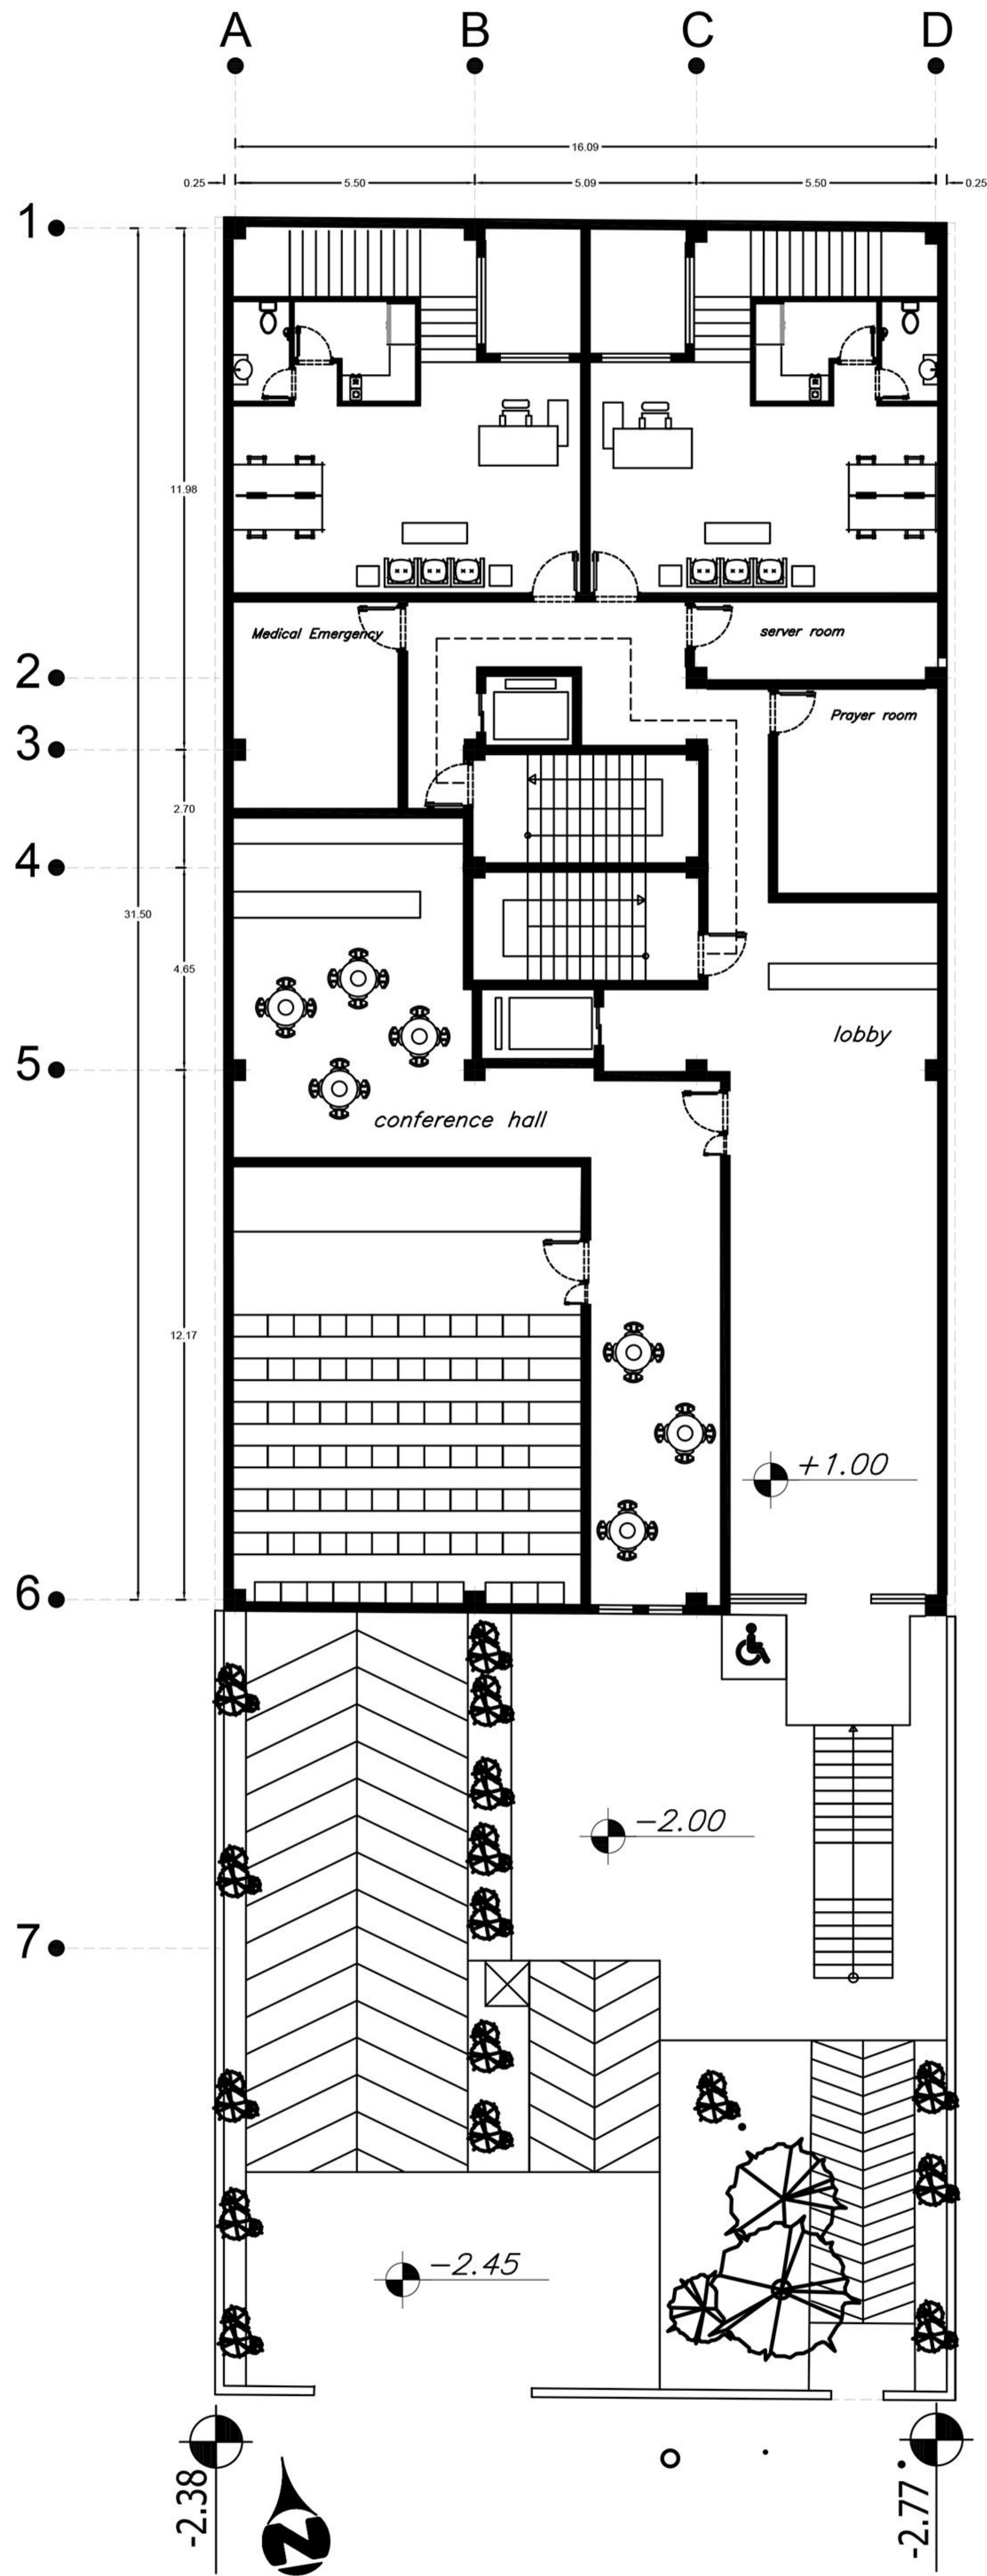 A B C D
16.09
0.25 5.50 5.09 5.50 0.25
1
11.98
Medical Emergency
server room
2
Prayer room
3
2.70
4
31.50
4.65
lobby
5
conference hall
12.17
+1.00
6
-2.00
7
-2.45
-2.38
-2.77
N